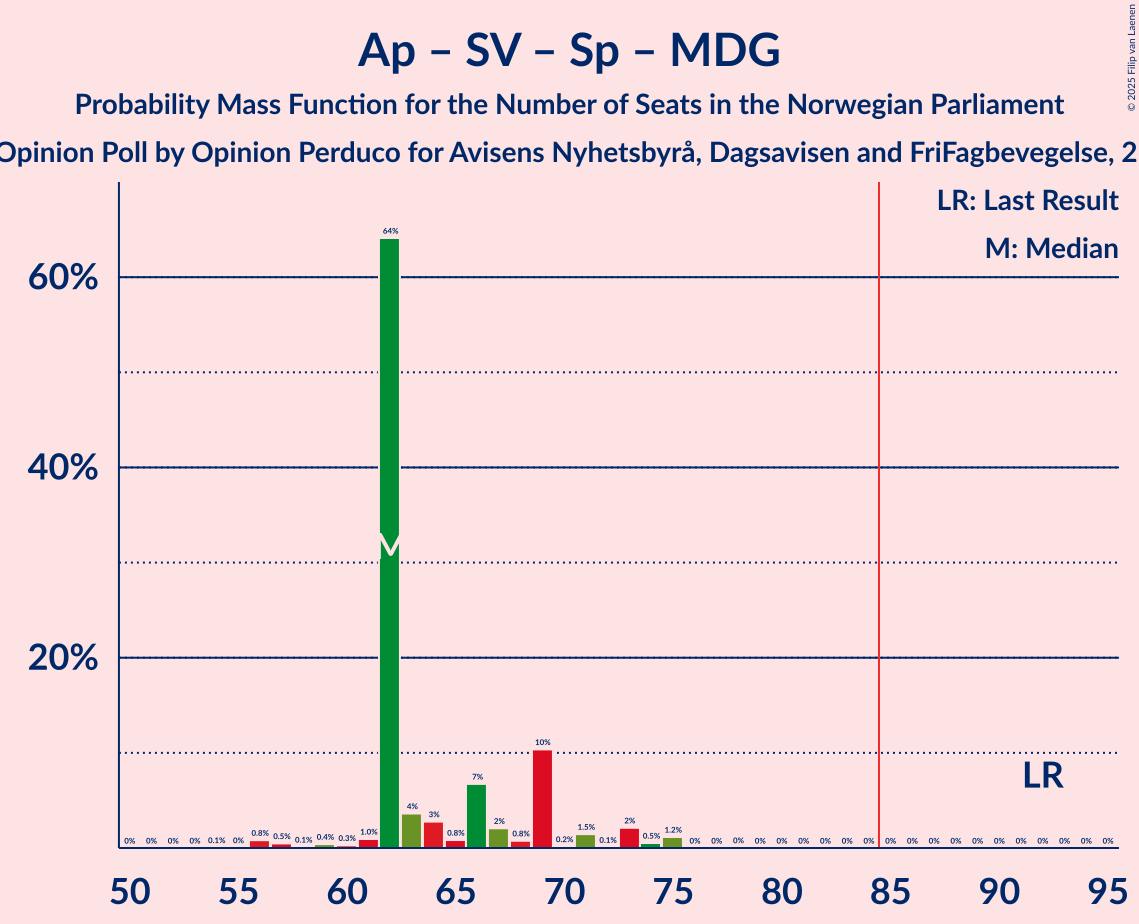 Ap – SV – Sp – MDG
Probability Mass Function for the Number of Seats in the Norwegian Parliament
Opinion Poll by Opinion Perduco for Avisens Nyhetsbyrå, Dagsavisen and FriFagbevegelse, 2
© 2025 Filip van Laenen
LR: Last Result
M: Median
60%
40%
20%
64%
M
LR
0% 0% 0% 0% 0.1% 0% 0.8% 0.5% 0.1% 0.4% 0.3% 1.0% 4% 3% 0.8% 7% 2% 0.8% 10% 0.2% 1.5% 0.1% 2% 0.5% 1.2% 0% 0% 0% 0% 0% 0% 0% 0% 0% 0% 0% 0% 0% 0% 0% 0% 0% 0% 0% 0%
50 55 60 65 70 75 80 85 90 95